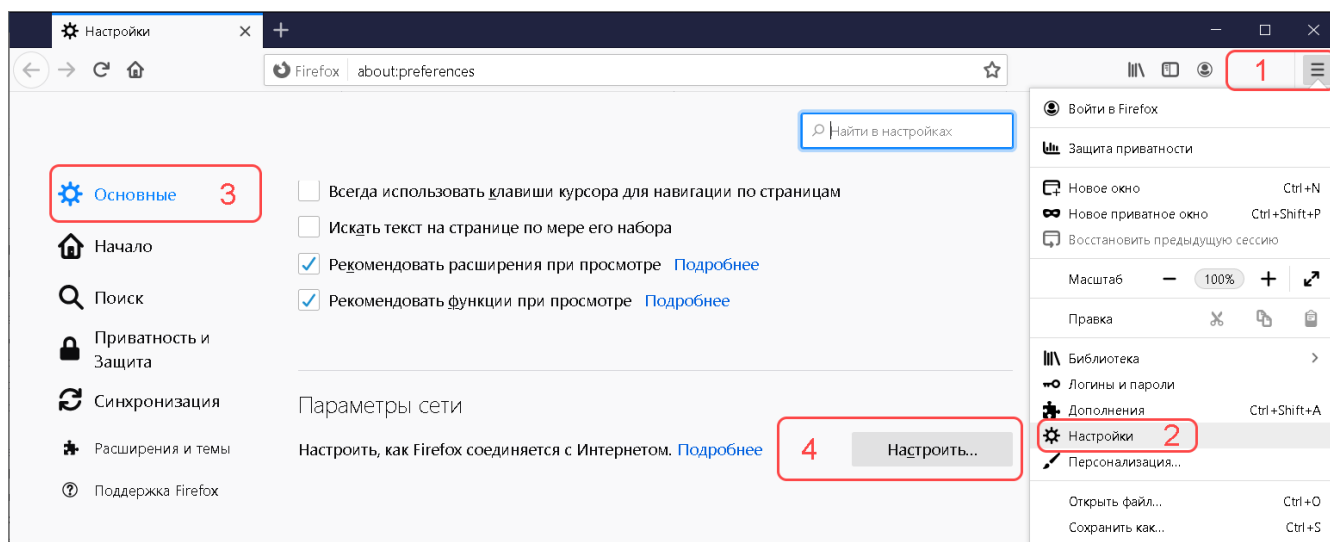 Настройки
Firefox about:preferences
1
Найти в настройках
3
Основные
Начало
Поиск
Приватность и
Защита
Синхронизация
Расширения и темы
Поддержка Firefox
Всегда использовать клавиши курсора для навигации по страницам
Искать текст на странице по мере его набора
Рекомендовать расширения при просмотре Подробнее
Рекомендовать функции при просмотре Подробнее
Параметры сети
Настроить, как Firefox соединяется с Интернетом. Подробнее
4
Настроить...
Войти в Firefox
Защита приватности
Новое окно Ctrl+N
Новое приватное окно Ctrl+Shift+P
Восстановить предыдущую сессию
Масштаб 100%
Правка
Библиотека
Логины и пароли
Дополнения Ctrl+Shift+A
Настройки 2
Персонализация...
Открыть файл... Ctrl+O
Сохранить как... Ctrl+S